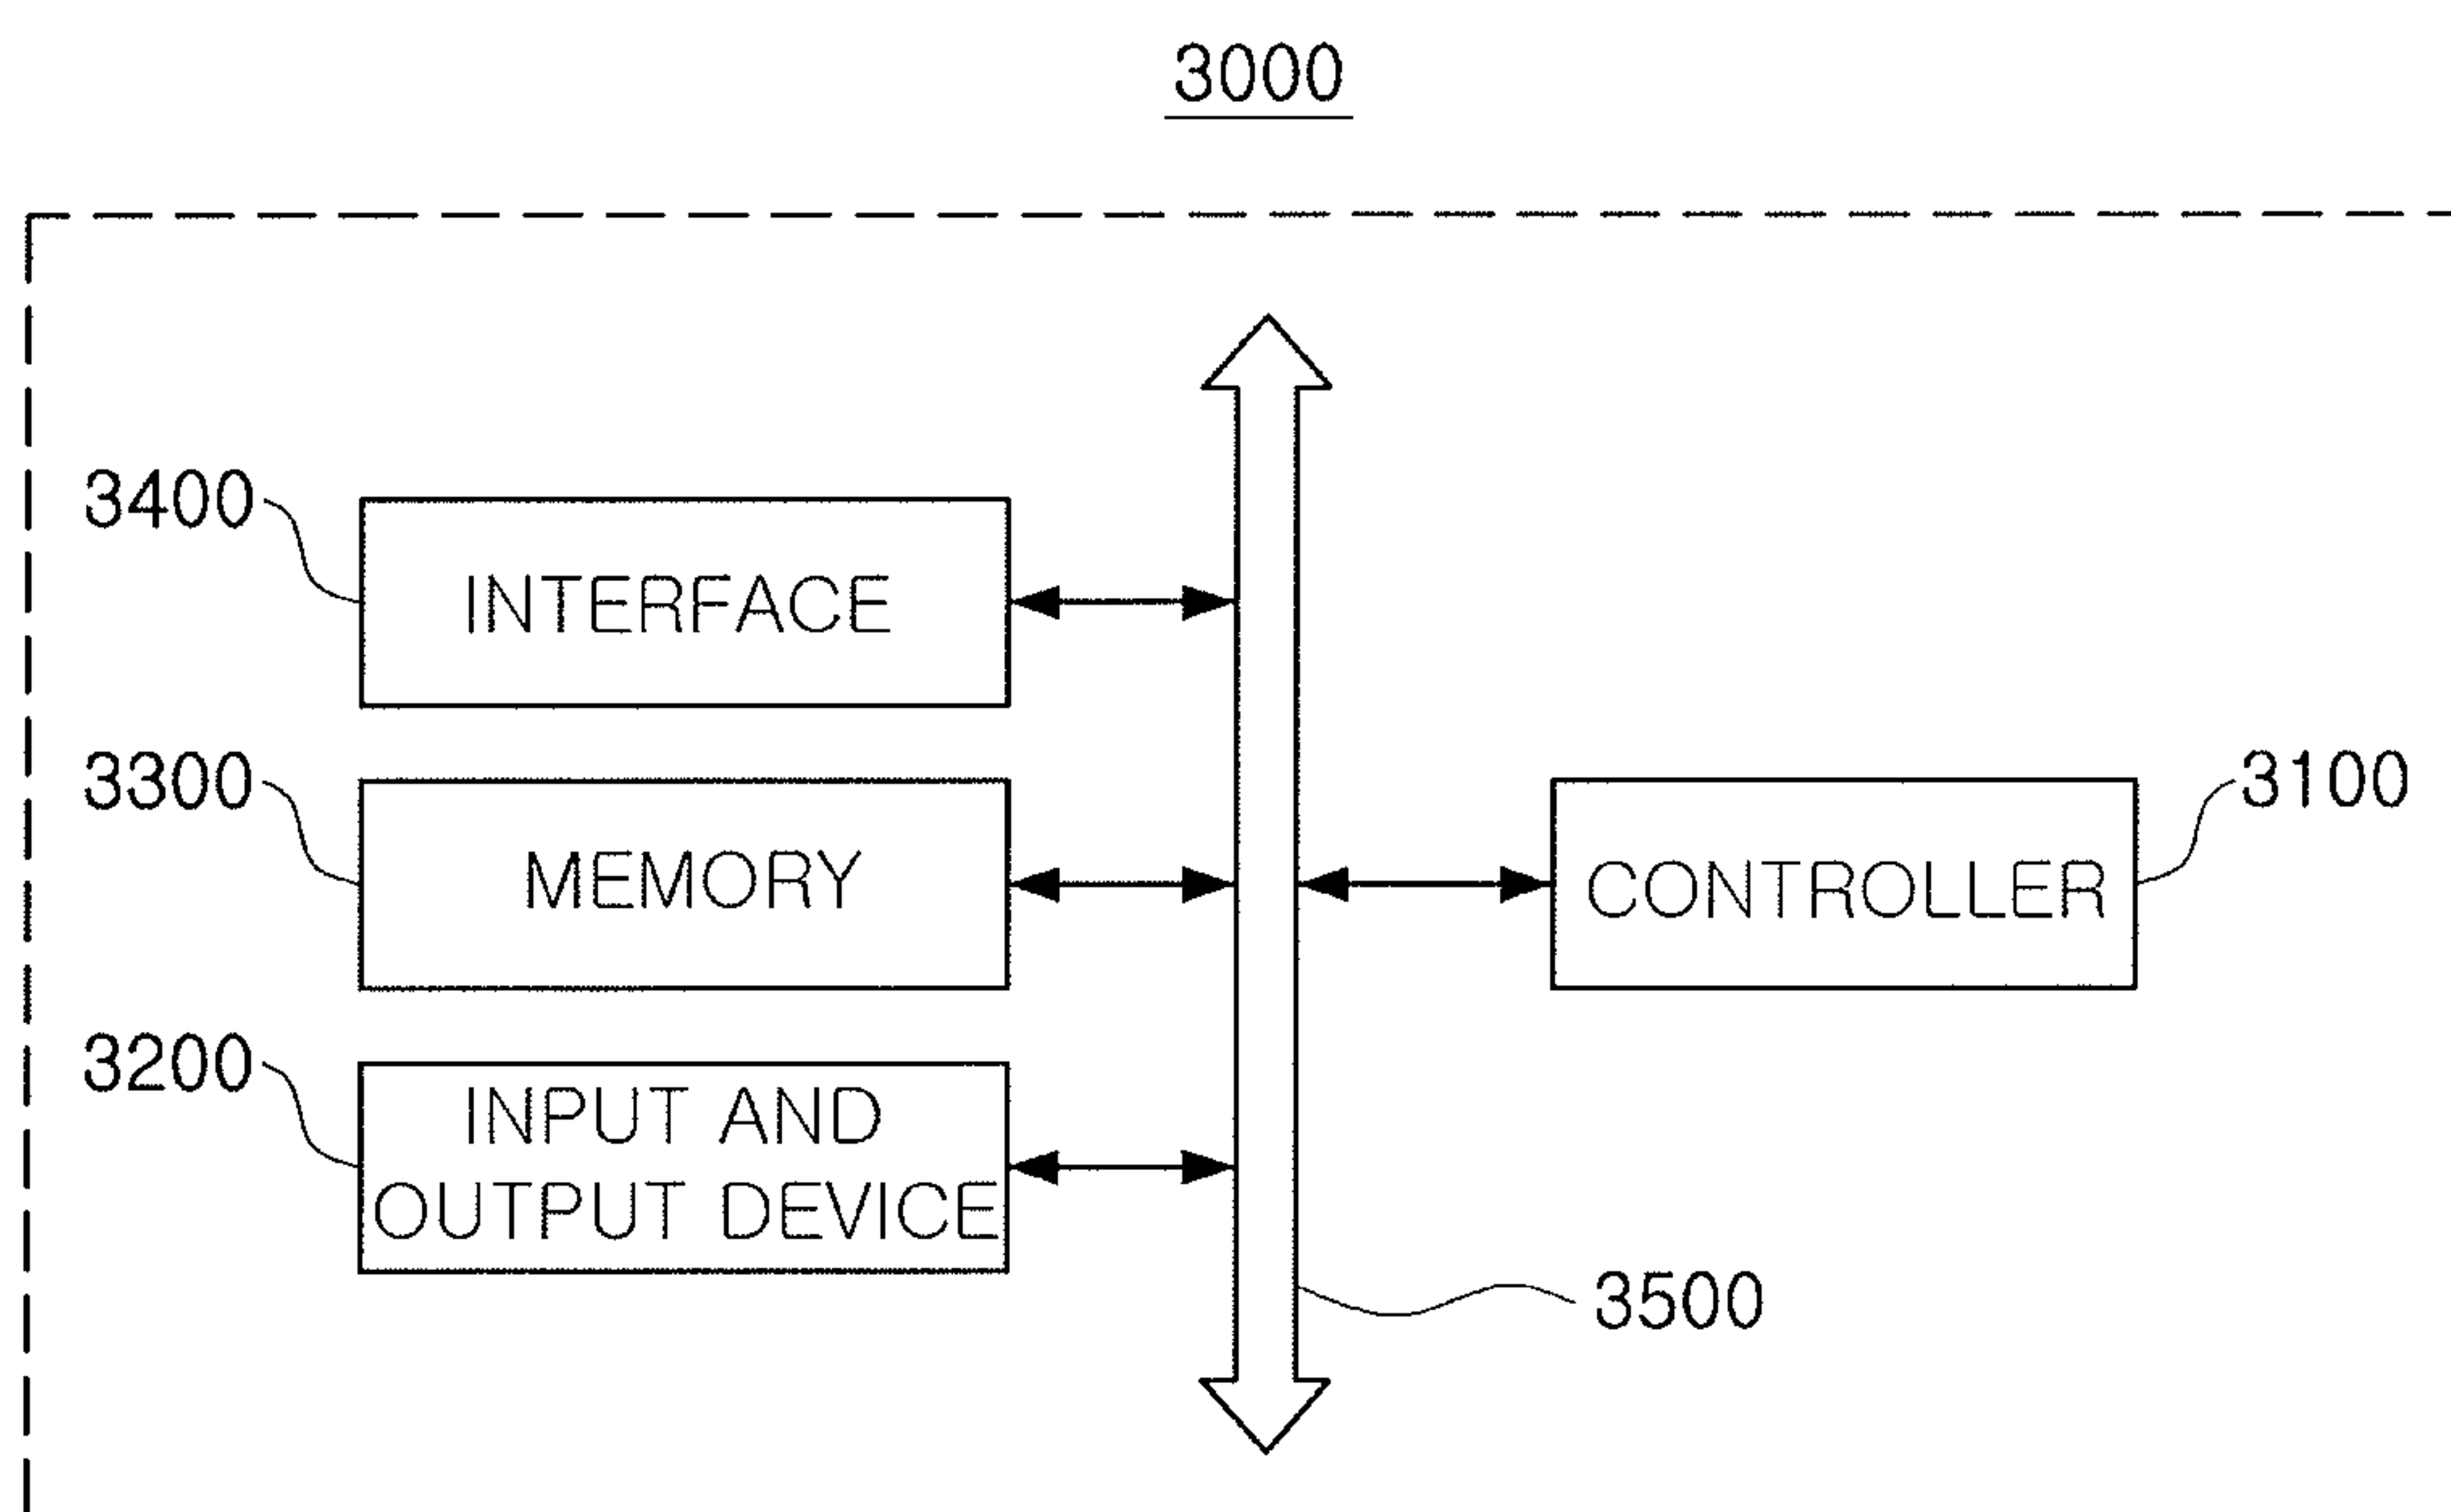 3000
3400
INTERFACE
3300
MEMORY
3100
CONTROLLER
3200
INPUT AND
OUTPUT DEVICE
3500